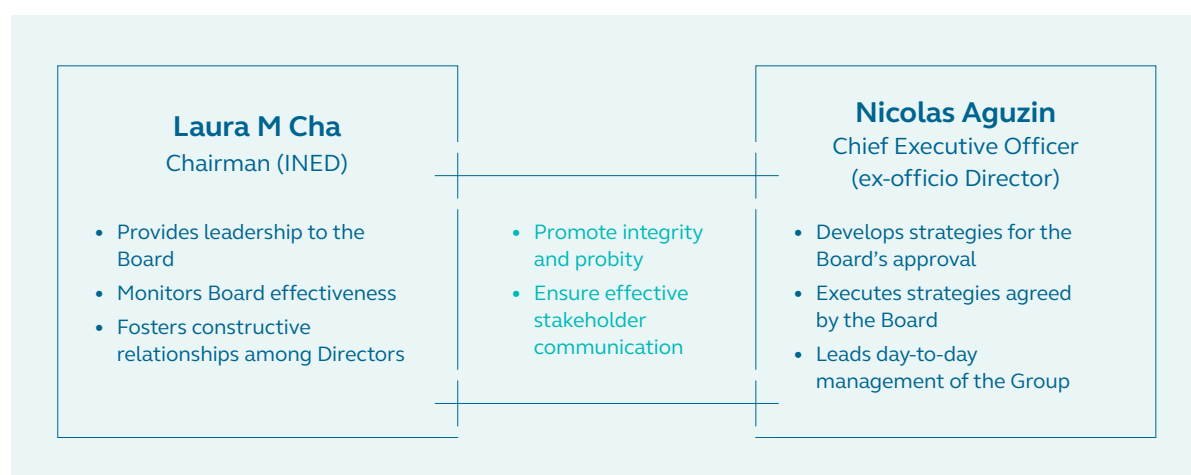 Laura M Cha
Chairman (INED)
• Provides leadership to the
Board
• Monitors Board effectiveness
• Fosters constructive
relationships among Directors
• Promote integrity
and probity
• Ensure effective
stakeholder
communication
Nicolas Aguzin
Chief Executive Officer
(ex-officio Director)
• Develops strategies for the
Board’s approval
• Executes strategies agreed
by the Board
• Leads day-to-day
management of the Group